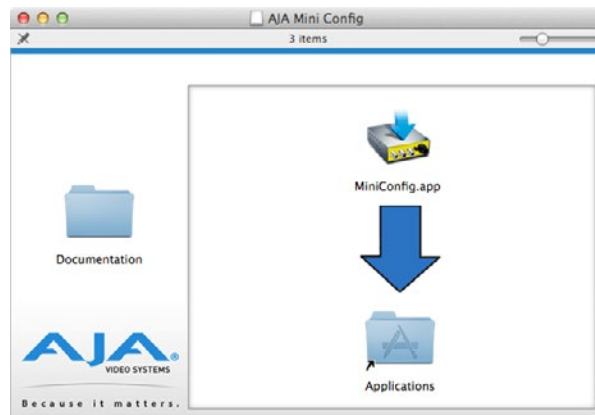 AJA Mini Config
3 items
MiniConfig.app
Documentation
Applications
AJA
VIDEO SYSTEMS
Because it matters.